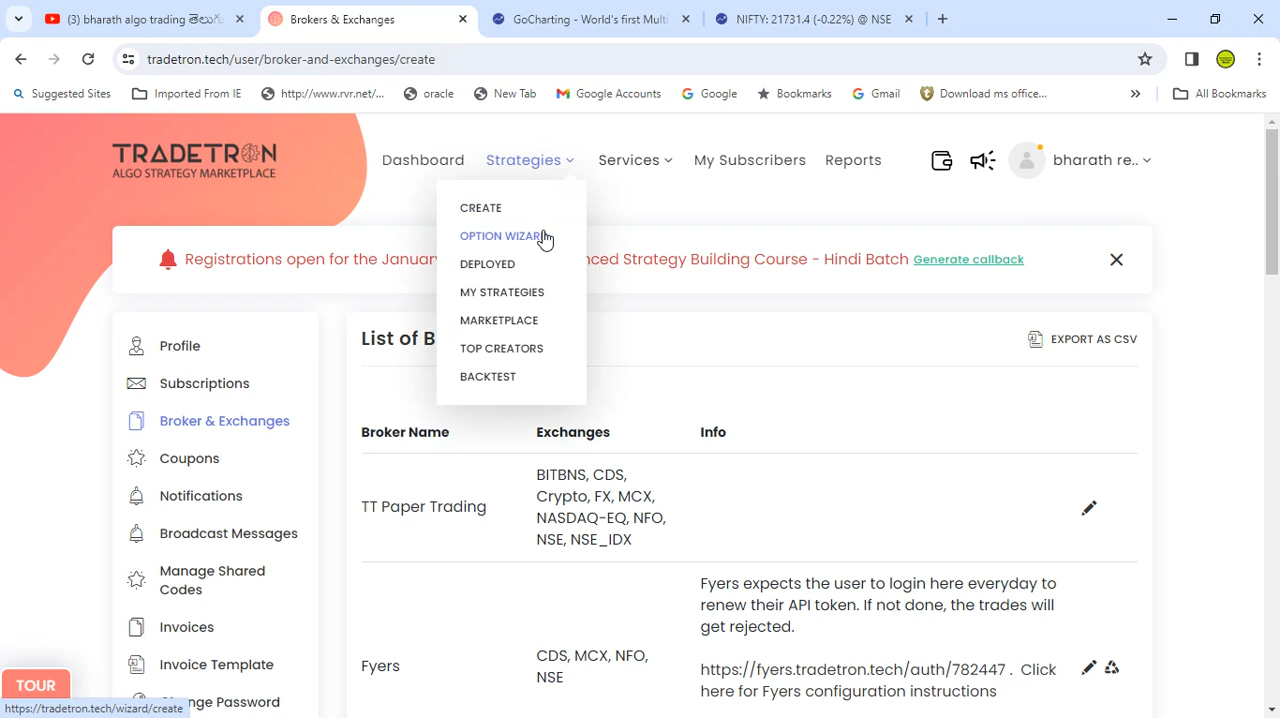 (3) bharath algo trading తెలుగు
Brokers & Exchanges
GoCharting - World's first Multi
NIFTY: 21731.4 (-0.22%) @ NSE
tradetron.tech/user/broker-and-exchanges/create
Suggested Sites
Imported From IE
http://www.rvr.net/...
oracle
New Tab
Google Accounts
Google
Bookmarks
Gmail
Download ms office...
All Bookmarks
TRADETRON
ALGO STRATEGY MARKETPLACE
Dashboard
Strategies
Services
My Subscribers
Reports
bharath re..
CREATE
OPTION WIZARD
DEPLOYED
MY STRATEGIES
MARKETPLACE
TOP CREATORS
BACKTEST
Registrations open for the January
nced Strategy Building Course - Hindi Batch Generate callback
Profile
Subscriptions
Broker & Exchanges
Coupons
Notifications
Broadcast Messages
Manage Shared
Codes
Invoices
Invoice Template
Change Password
TOUR
https://tradetron.tech/wizard/create
List of B
EXPORT AS CSV
Broker Name
Exchanges
Info
TT Paper Trading
BITBNS, CDS,
Crypto, FX, MCX,
NASDAQ-EQ, NFO,
NSE, NSE_IDX
Fyers
CDS, MCX, NFO,
NSE
Fyers expects the user to login here everyday to
renew their API token. If not done, the trades will
get rejected.
https://fyers.tradetron.tech/auth/782447 . Click
here for Fyers configuration instructions